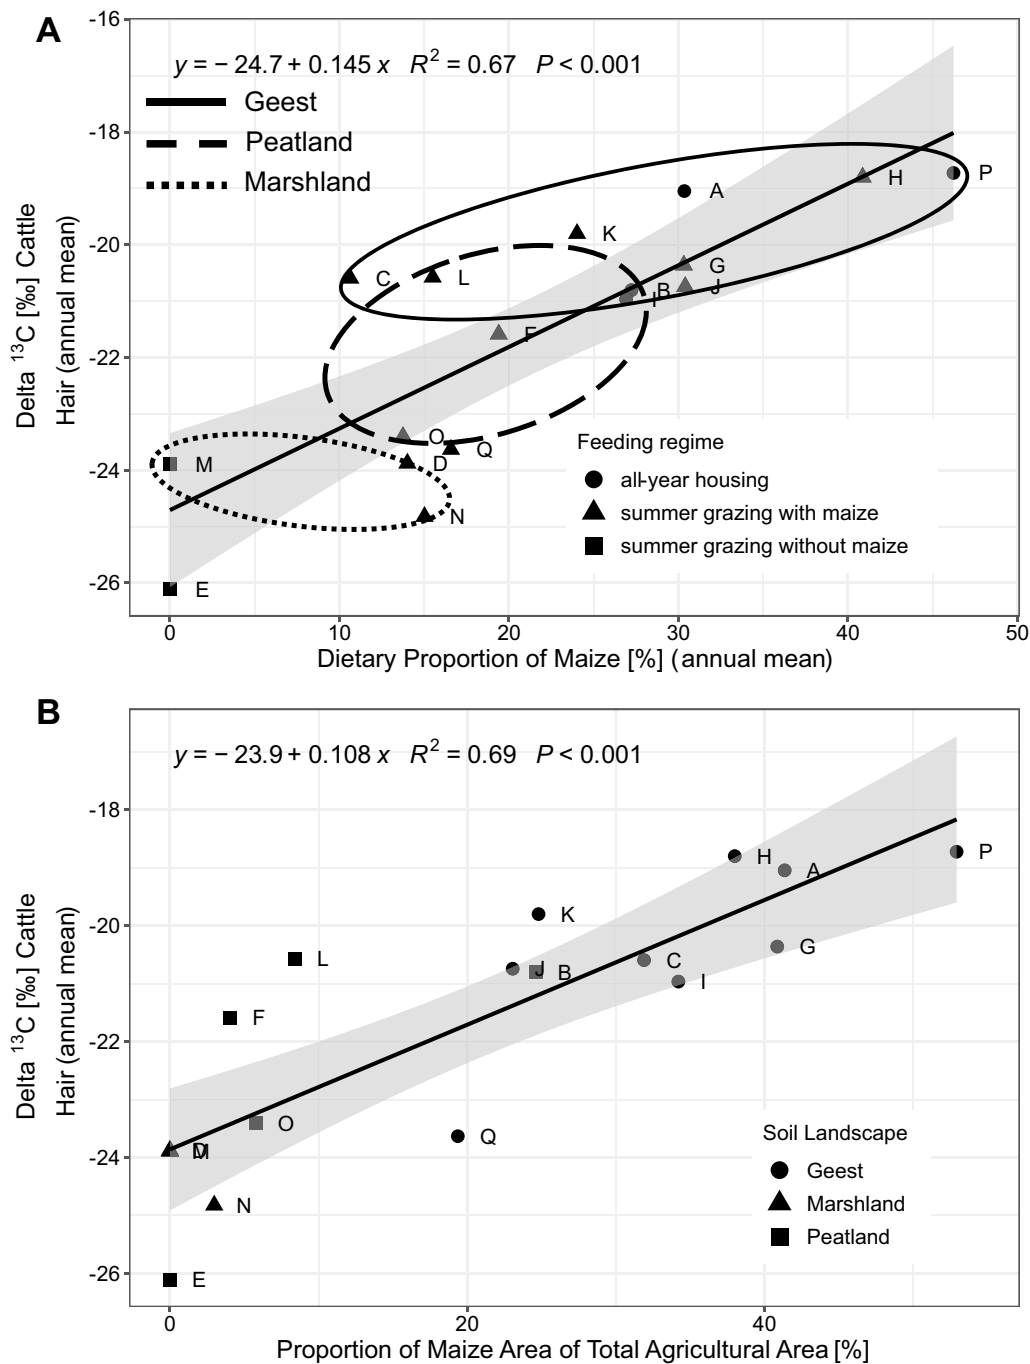 A
y = − 24.7 + 0.145 x R² = 0.67 P < 0.001
Geest
Peatland
Marshland
Delta ¹³C [‰] Cattle
Hair (annual mean)
-16
-18
-20
-22
-24
-26
A
H
P
K
C
L
G
J
B
I
F
O
Q
D
M
N
E
Feeding regime
all-year housing
summer grazing with maize
summer grazing without maize
0 10 20 30 40 50
Dietary Proportion of Maize [%] (annual mean)
B
y = − 23.9 + 0.108 x R² = 0.69 P < 0.001
Delta ¹³C [‰] Cattle
Hair (annual mean)
-18
-20
-22
-24
-26
H
P
A
K
G
L
J
B
C
I
F
O
Q
D
M
N
E
Soil Landscape
Geest
Marshland
Peatland
0 20 40
Proportion of Maize Area of Total Agricultural Area [%]